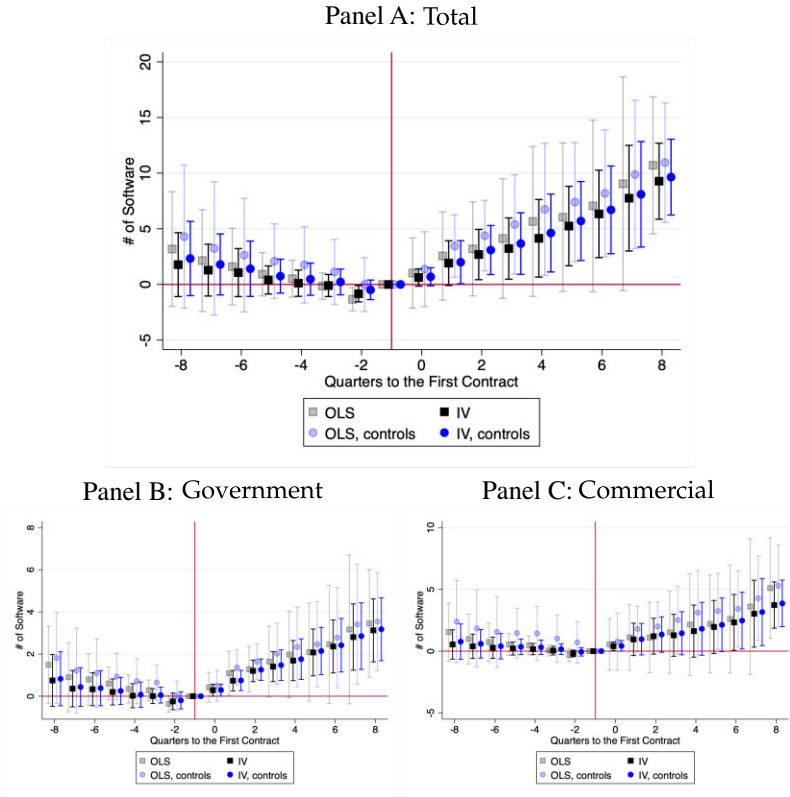 Panel A: Total
20
15
10
5
0
-5
# of Software
-8 -6 -4 -2 0 2 4 6 8
Quarters to the First Contract
OLS IV
OLS, controls IV, controls
Panel B: Government
8
6
4
2
0
# of Software
-8 -6 -4 -2 0 2 4 6 8
Quarters to the First Contract
OLS IV
OLS, controls IV, controls
Panel C: Commercial
10
5
0
-5
# of Software
-8 -6 -4 -2 0 2 4 6 8
Quarters to the First Contract
OLS IV
OLS, controls IV, controls